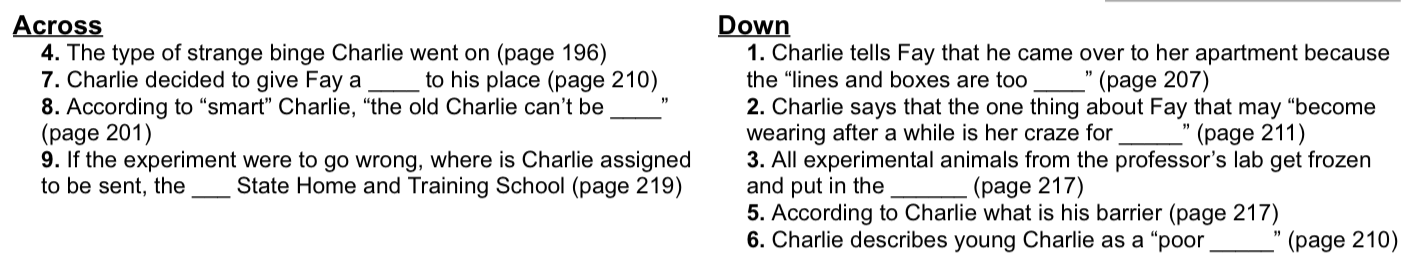 Across
4. The type of strange binge Charlie went on (page 196)
7. Charlie decided to give Fay a ____ to his place (page 210)
8. According to “smart” Charlie, “the old Charlie can’t be ____”
(page 201)
9. If the experiment were to go wrong, where is Charlie assigned
to be sent, the ___ State Home and Training School (page 219)
Down
1. Charlie tells Fay that he came over to her apartment because
the “lines and boxes are too ____” (page 207)
2. Charlie says that the one thing about Fay that may “become
wearing after a while is her craze for _____” (page 211)
3. All experimental animals from the professor’s lab get frozen
and put in the ______ (page 217)
5. According to Charlie what is his barrier (page 217)
6. Charlie describes young Charlie as a “poor _____” (page 210)